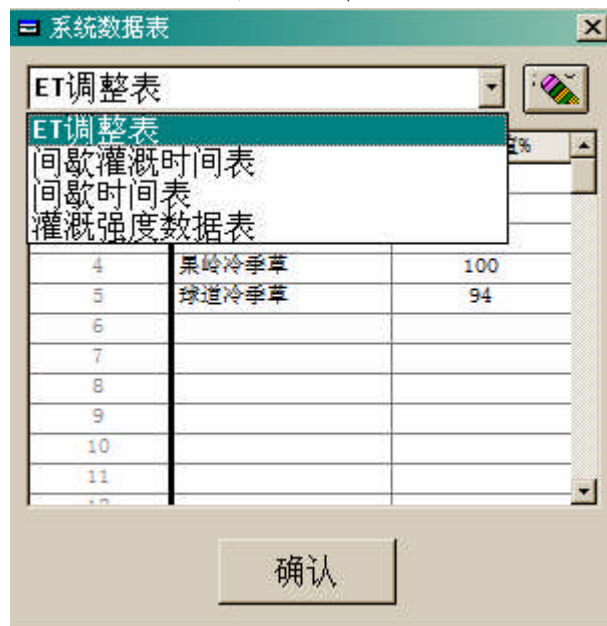 系统数据表
ET调整表
ET调整表
间歇灌溉时间表
间歇时间表
灌溉强度数据表
%
4 果岭冷季草 100
5 球道冷季草 94
6
7
8
9
10
11
确认